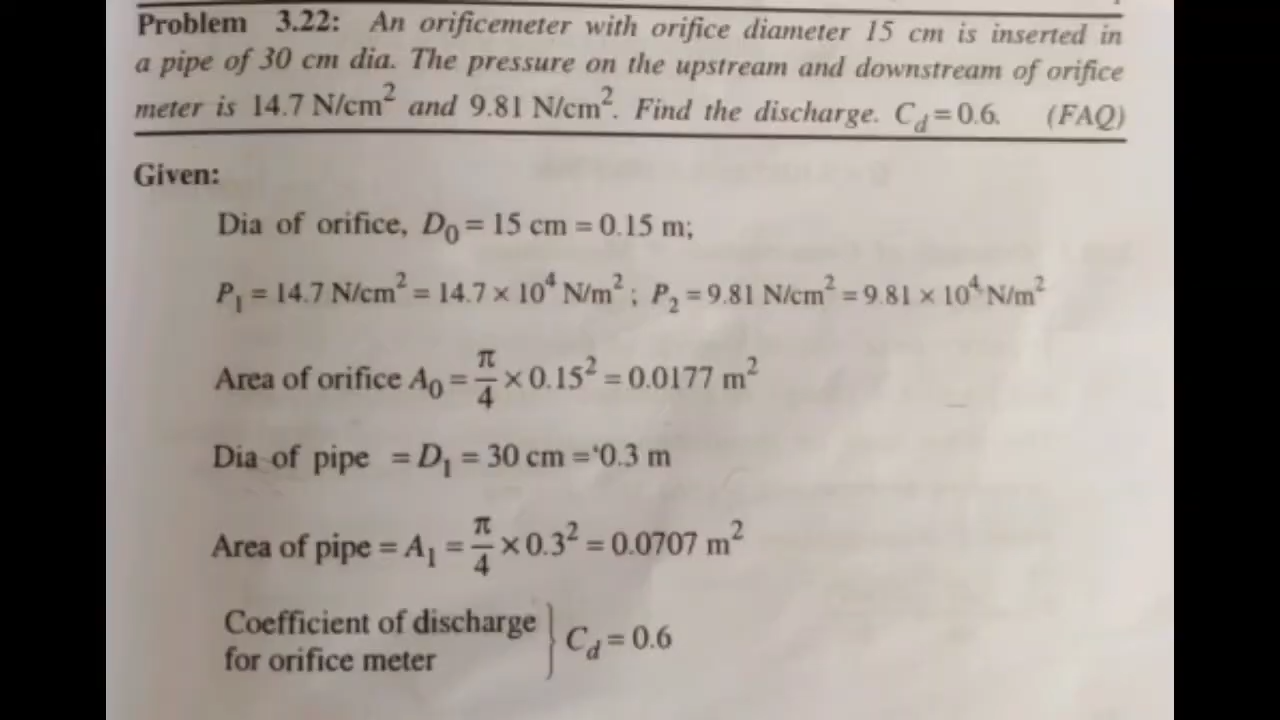 Problem 3.22: An orificemeter with orifice diameter 15 cm is inserted in
a pipe of 30 cm dia. The pressure on the upstream and downstream of orifice
meter is 14.7 N/cm² and 9.81 N/cm². Find the discharge. C_d = 0.6. (FAQ)
Given:
Dia of orifice, D₀ = 15 cm = 0.15 m;
P₁ = 14.7 N/cm² = 14.7 × 10⁴ N/m² ; P₂ = 9.81 N/cm² = 9.81 × 10⁴ N/m²
Area of orifice A₀ = π/4 × 0.15² = 0.0177 m²
Dia of pipe = D₁ = 30 cm = 0.3 m
Area of pipe = A₁ = π/4 × 0.3² = 0.0707 m²
Coefficient of discharge
for orifice meter } C_d = 0.6